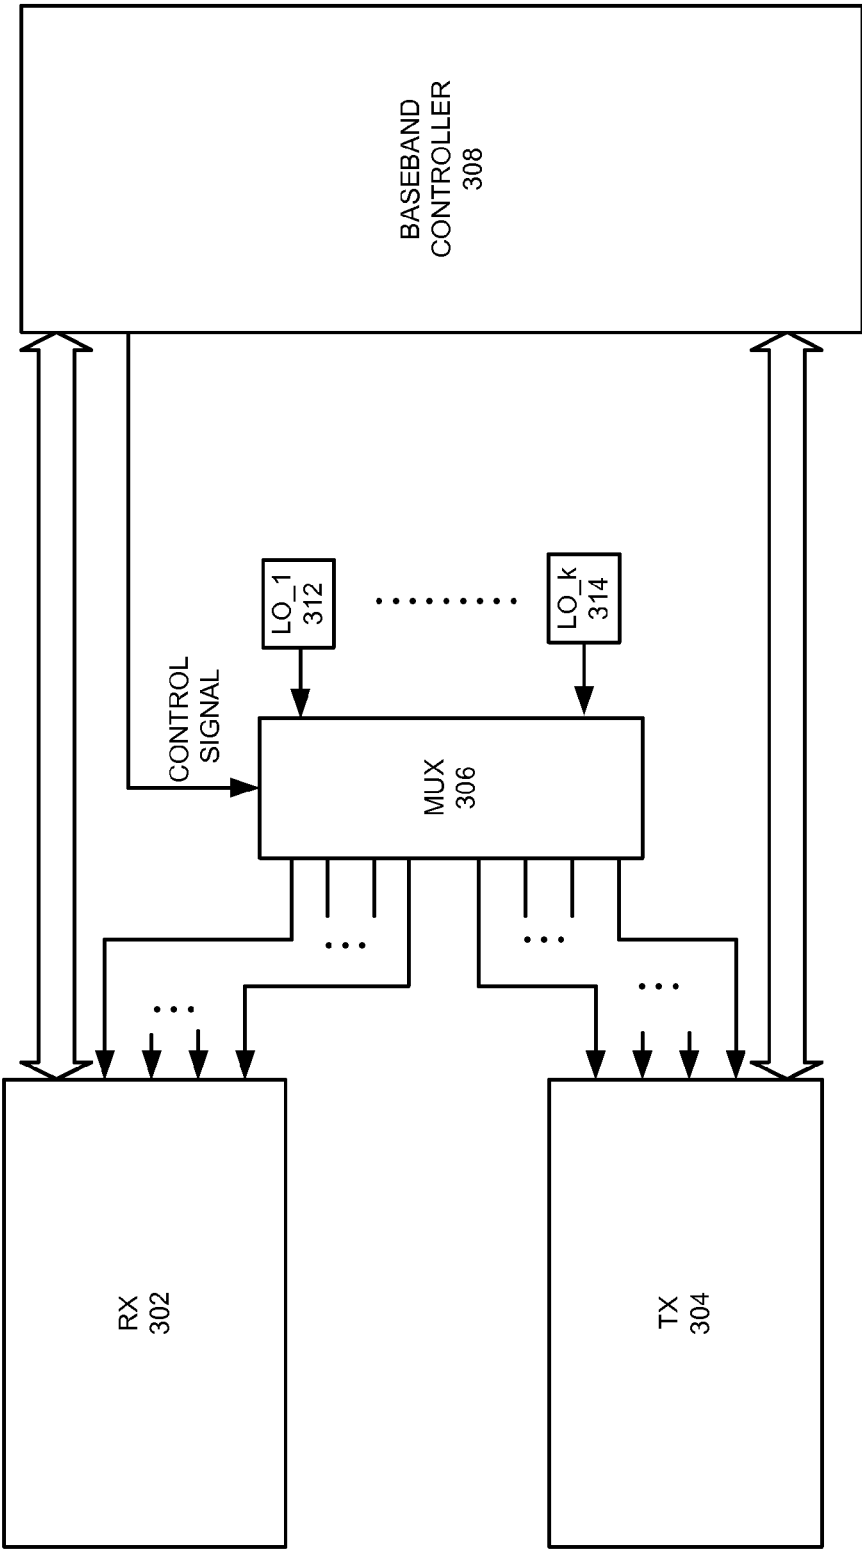 BASEBAND
CONTROLLER
308
CONTROL
SIGNAL
LO_1
312
LO_k
314
MUX
306
RX
302
TX
304